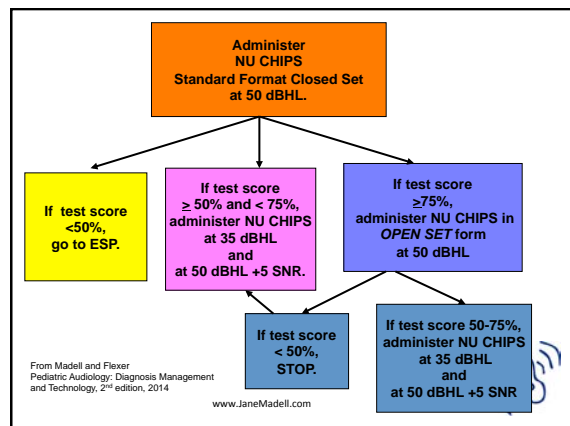 Administer
NU CHIPS
Standard Format Closed Set
at 50 dBHL.
If test score
<50%,
go to ESP.
If test score
≥ 50% and < 75%,
administer NU CHIPS
at 35 dBHL
and
at 50 dBHL +5 SNR.
If test score
≥75%,
administer NU CHIPS in
OPEN SET form
at 50 dBHL
If test score
< 50%,
STOP.
If test score 50-75%,
administer NU CHIPS
at 35 dBHL
and
at 50 dBHL +5 SNR
From Madell and Flexer
Pediatric Audiology: Diagnosis Management
and Technology, 2nd edition, 2014
www.JaneMadell.com